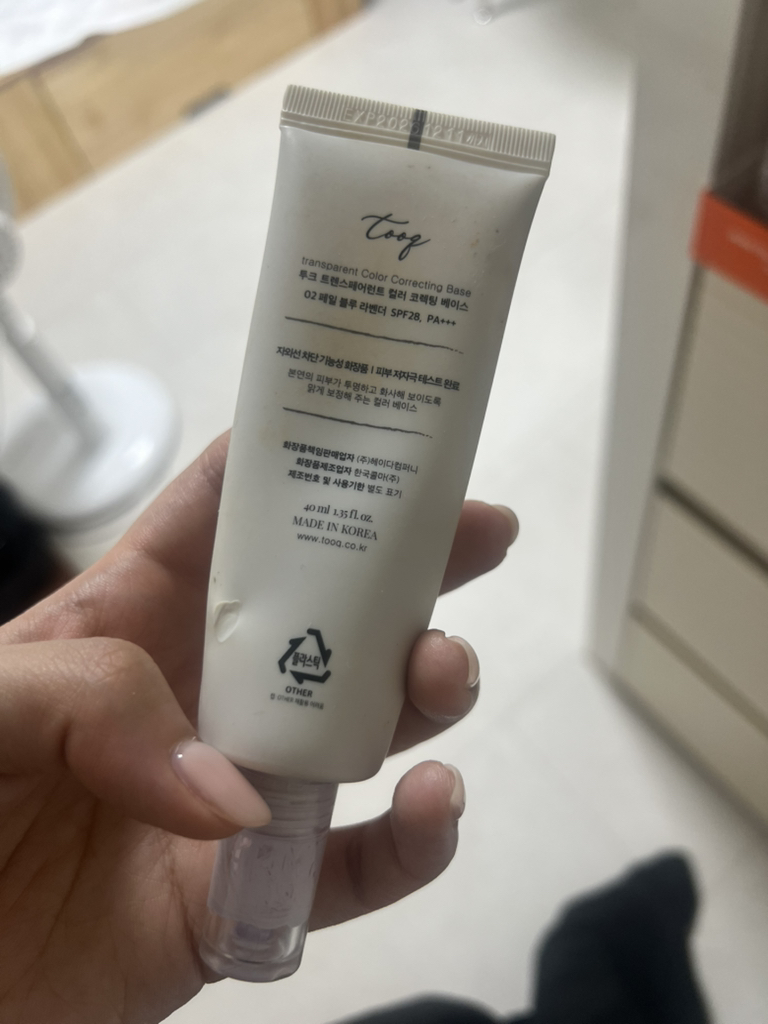 tooq
transparent Color Correcting Base
투크 트랜스페어런트 컬러 코렉팅 베이스
02 페일 블루 라벤더 SPF28, PA+++
자외선 차단 기능성 화장품 | 피부 저자극 테스트 완료
본연의 피부가 투명하고 화사해 보이도록
맑게 보정해 주는 컬러 베이스
화장품책임판매업자 (주)헤이다컴퍼니
화장품제조업자 한국콜마(주)
제조번호 및 사용기한 별도 표기
40 ml 1.35 fl. oz.
MADE IN KOREA
www.tooq.co.kr
플라스틱
OTHER